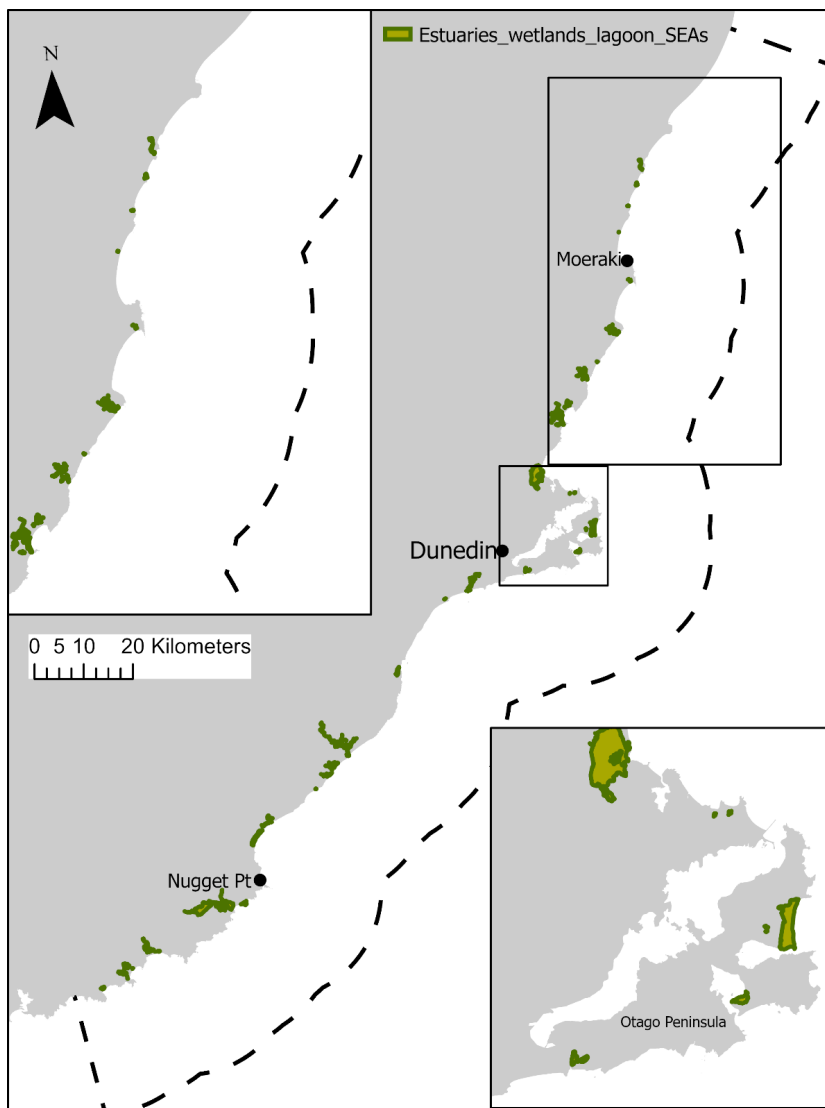 N
Estuaries_wetlands_lagoon_SEAs
Moeraki
Dunedin
0 5 10 20 Kilometers
Nugget Pt
Otago Peninsula